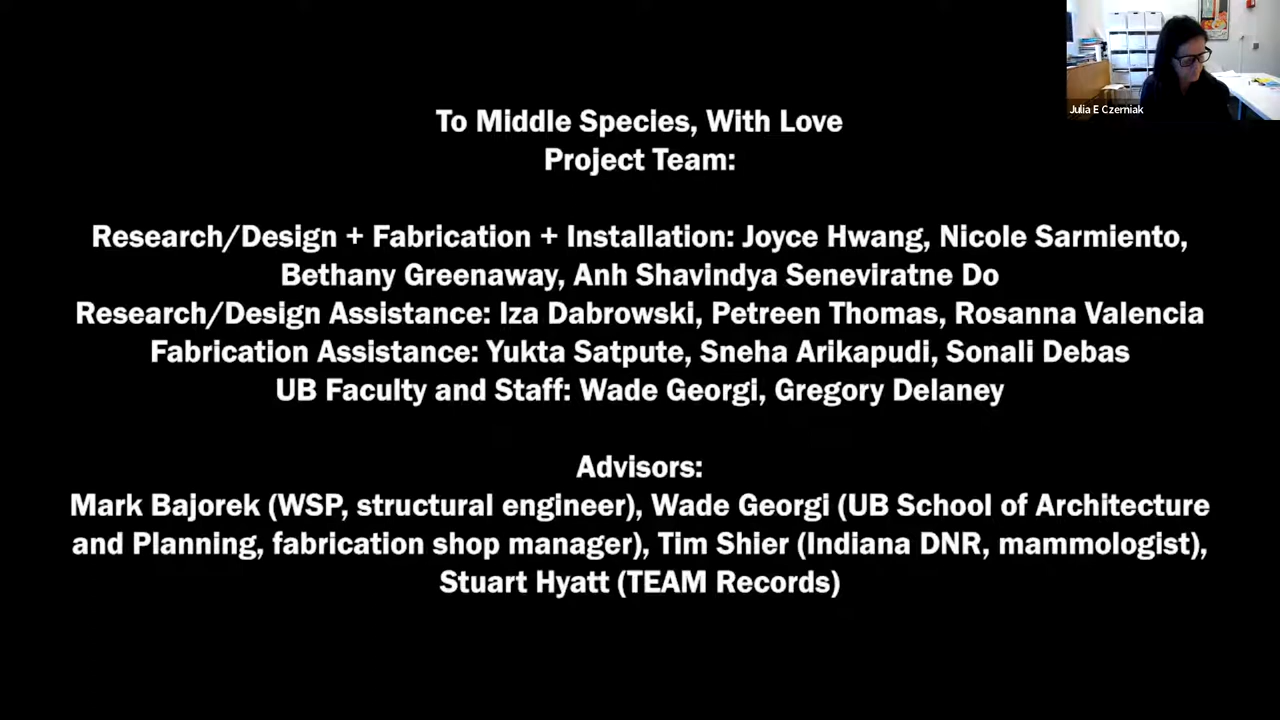 Julia E Czerniak
To Middle Species, With Love
Project Team:
Research/Design + Fabrication + Installation: Joyce Hwang, Nicole Sarmiento,
Bethany Greenaway, Anh Shavindya Seneviratne Do
Research/Design Assistance: Iza Dabrowski, Petreen Thomas, Rosanna Valencia
Fabrication Assistance: Yukta Satpute, Sneha Arikapudi, Sonali Debas
UB Faculty and Staff: Wade Georgi, Gregory Delaney
Advisors:
Mark Bajorek (WSP, structural engineer), Wade Georgi (UB School of Architecture
and Planning, fabrication shop manager), Tim Shier (Indiana DNR, mammologist),
Stuart Hyatt (TEAM Records)